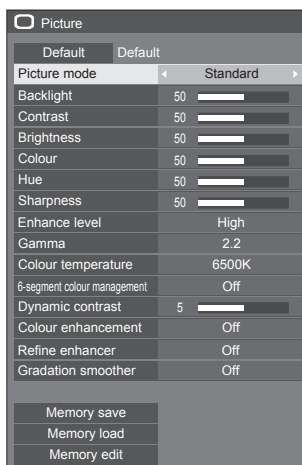 Picture
Default Default
Picture mode Standard
Backlight 50
Contrast 50
Brightness 50
Colour 50
Hue 50
Sharpness 50
Enhance level High
Gamma 2.2
Colour temperature 6500K
6-segment colour management Off
Dynamic contrast 5
Colour enhancement Off
Refine enhancer Off
Gradation smoother Off
Memory save
Memory load
Memory edit